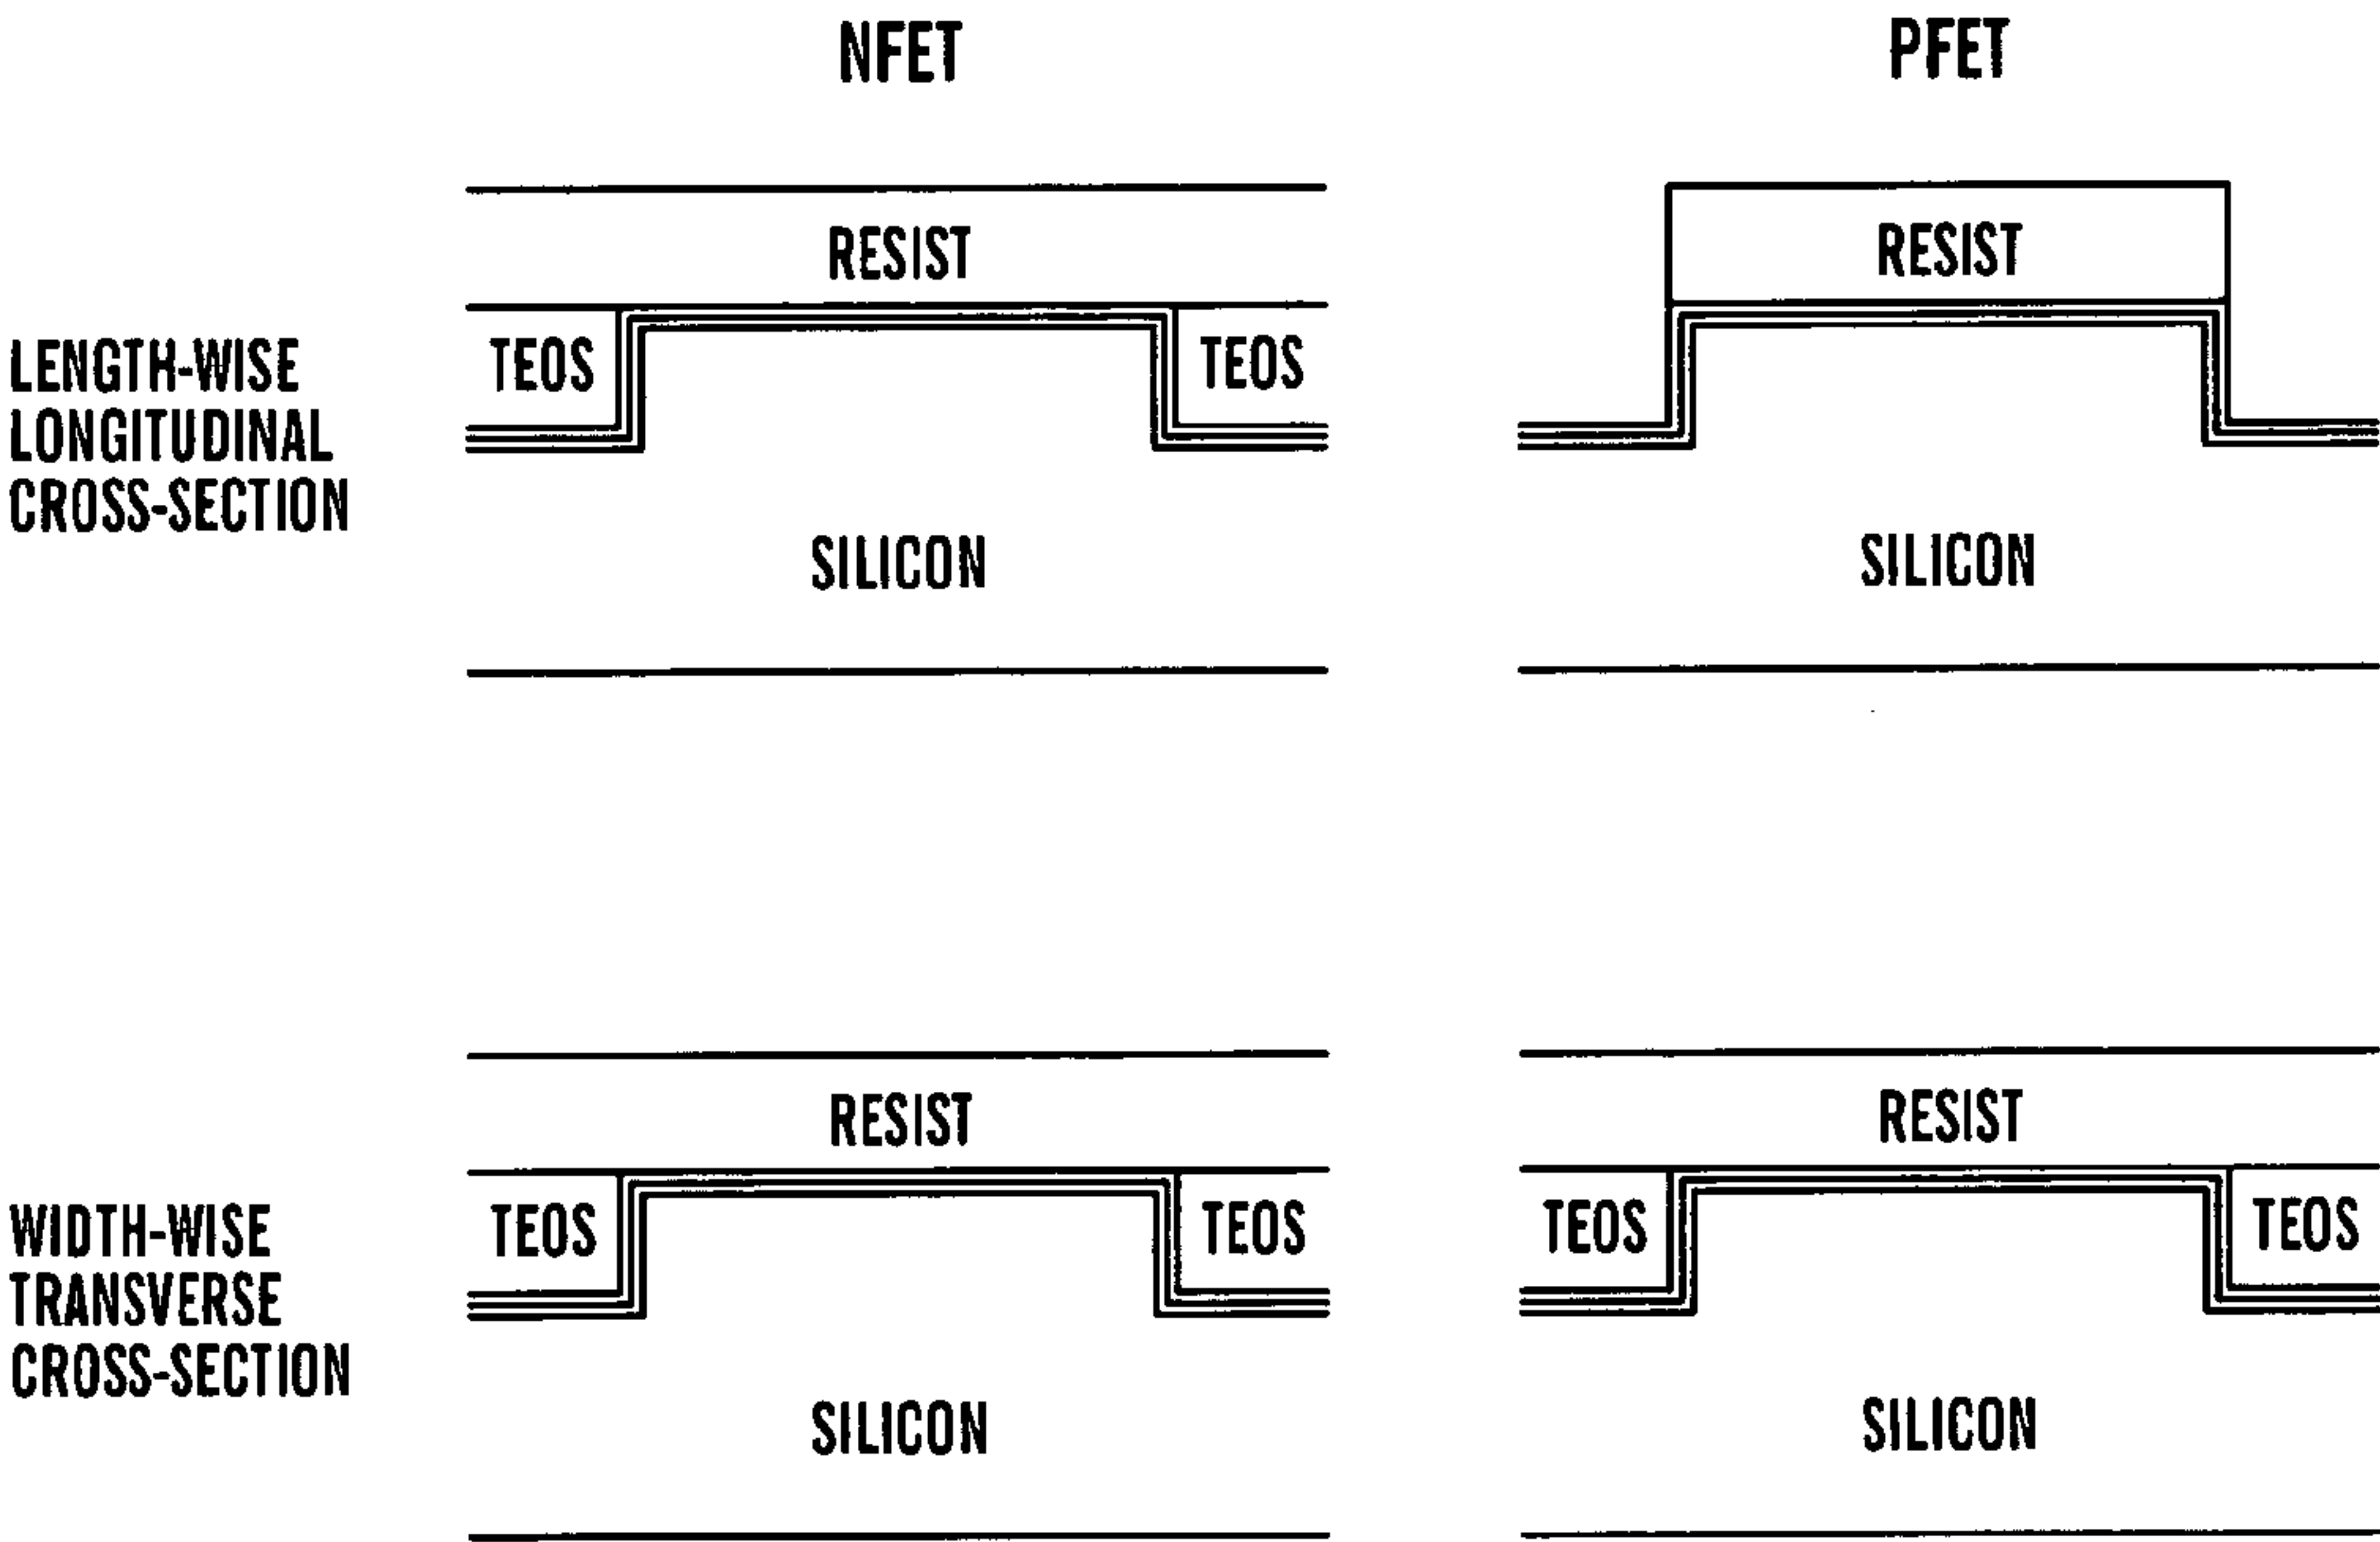 NFET
PFET
RESIST
RESIST
TEOS
TEOS
LENGTH-WISE
LONGITUDINAL
CROSS-SECTION
SILICON
SILICON
RESIST
RESIST
TEOS
TEOS
TEOS
TEOS
WIDTH-WISE
TRANSVERSE
CROSS-SECTION
SILICON
SILICON